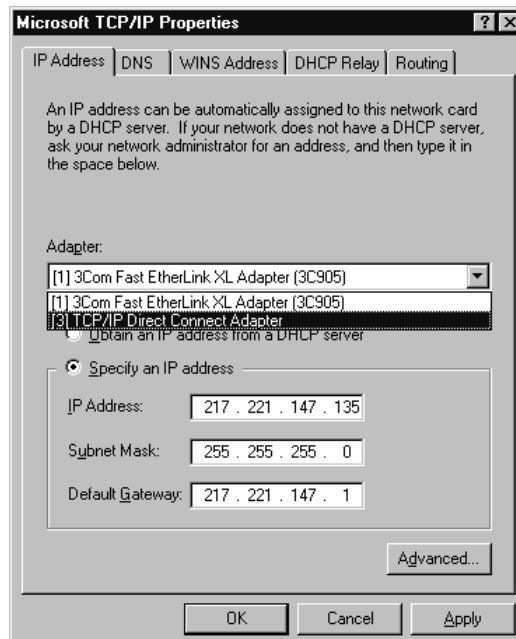 Microsoft TCP/IP Properties
IP Address DNS WINS Address DHCP Relay Routing
An IP address can be automatically assigned to this network card
by a DHCP server. If your network does not have a DHCP server,
ask your network administrator for an address, and then type it in
the space below.
Adapter:
[1] 3Com Fast EtherLink XL Adapter (3C905)
[1] 3Com Fast EtherLink XL Adapter (3C905)
[3] TCP/IP Direct Connect Adapter
Obtain an IP address from a DHCP server
Specify an IP address
IP Address: 217 . 221 . 147 . 135
Subnet Mask: 255 . 255 . 255 . 0
Default Gateway: 217 . 221 . 147 . 1
Advanced...
OK Cancel Apply